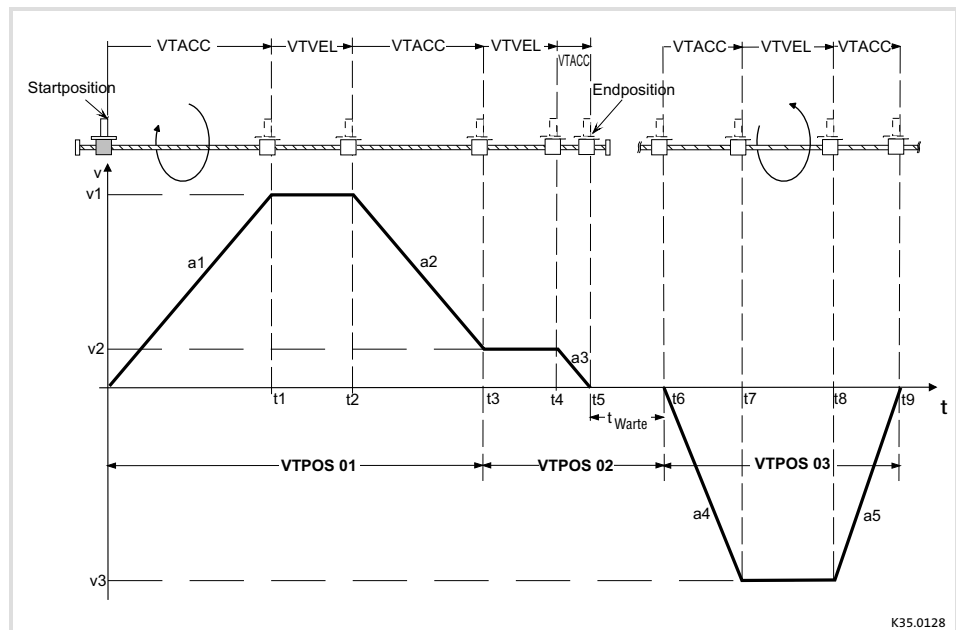 VTACC VTVEL VTACC VTVEL VTACC VTACC VTVEL VTACC
Startposition
Endposition
v
v1
a1
a2
v2
a3
t1 t2 t3 t4 t5 t6 t7 t8 t9
t
t Warte
VTPOS 01 VTPOS 02 VTPOS 03
a4
a5
v3
K35.0128